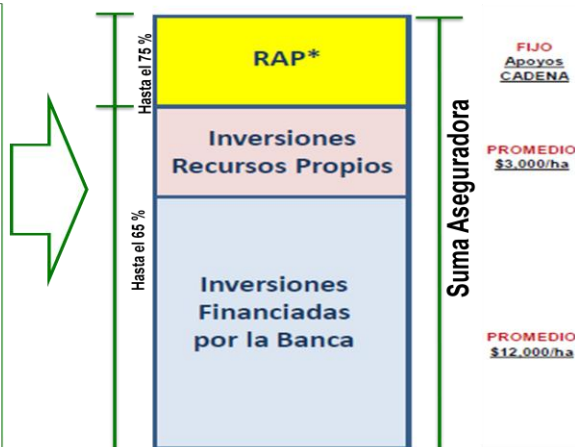 Hasta el 75 %
RAP*
FIJO
Apoyos
CADENA
Inversiones
Recursos Propios
PROMEDIO
$3,000/ha
Suma Aseguradora
Hasta el 65 %
Inversiones
Financiadas
por la Banca
PROMEDIO
$12,000/ha